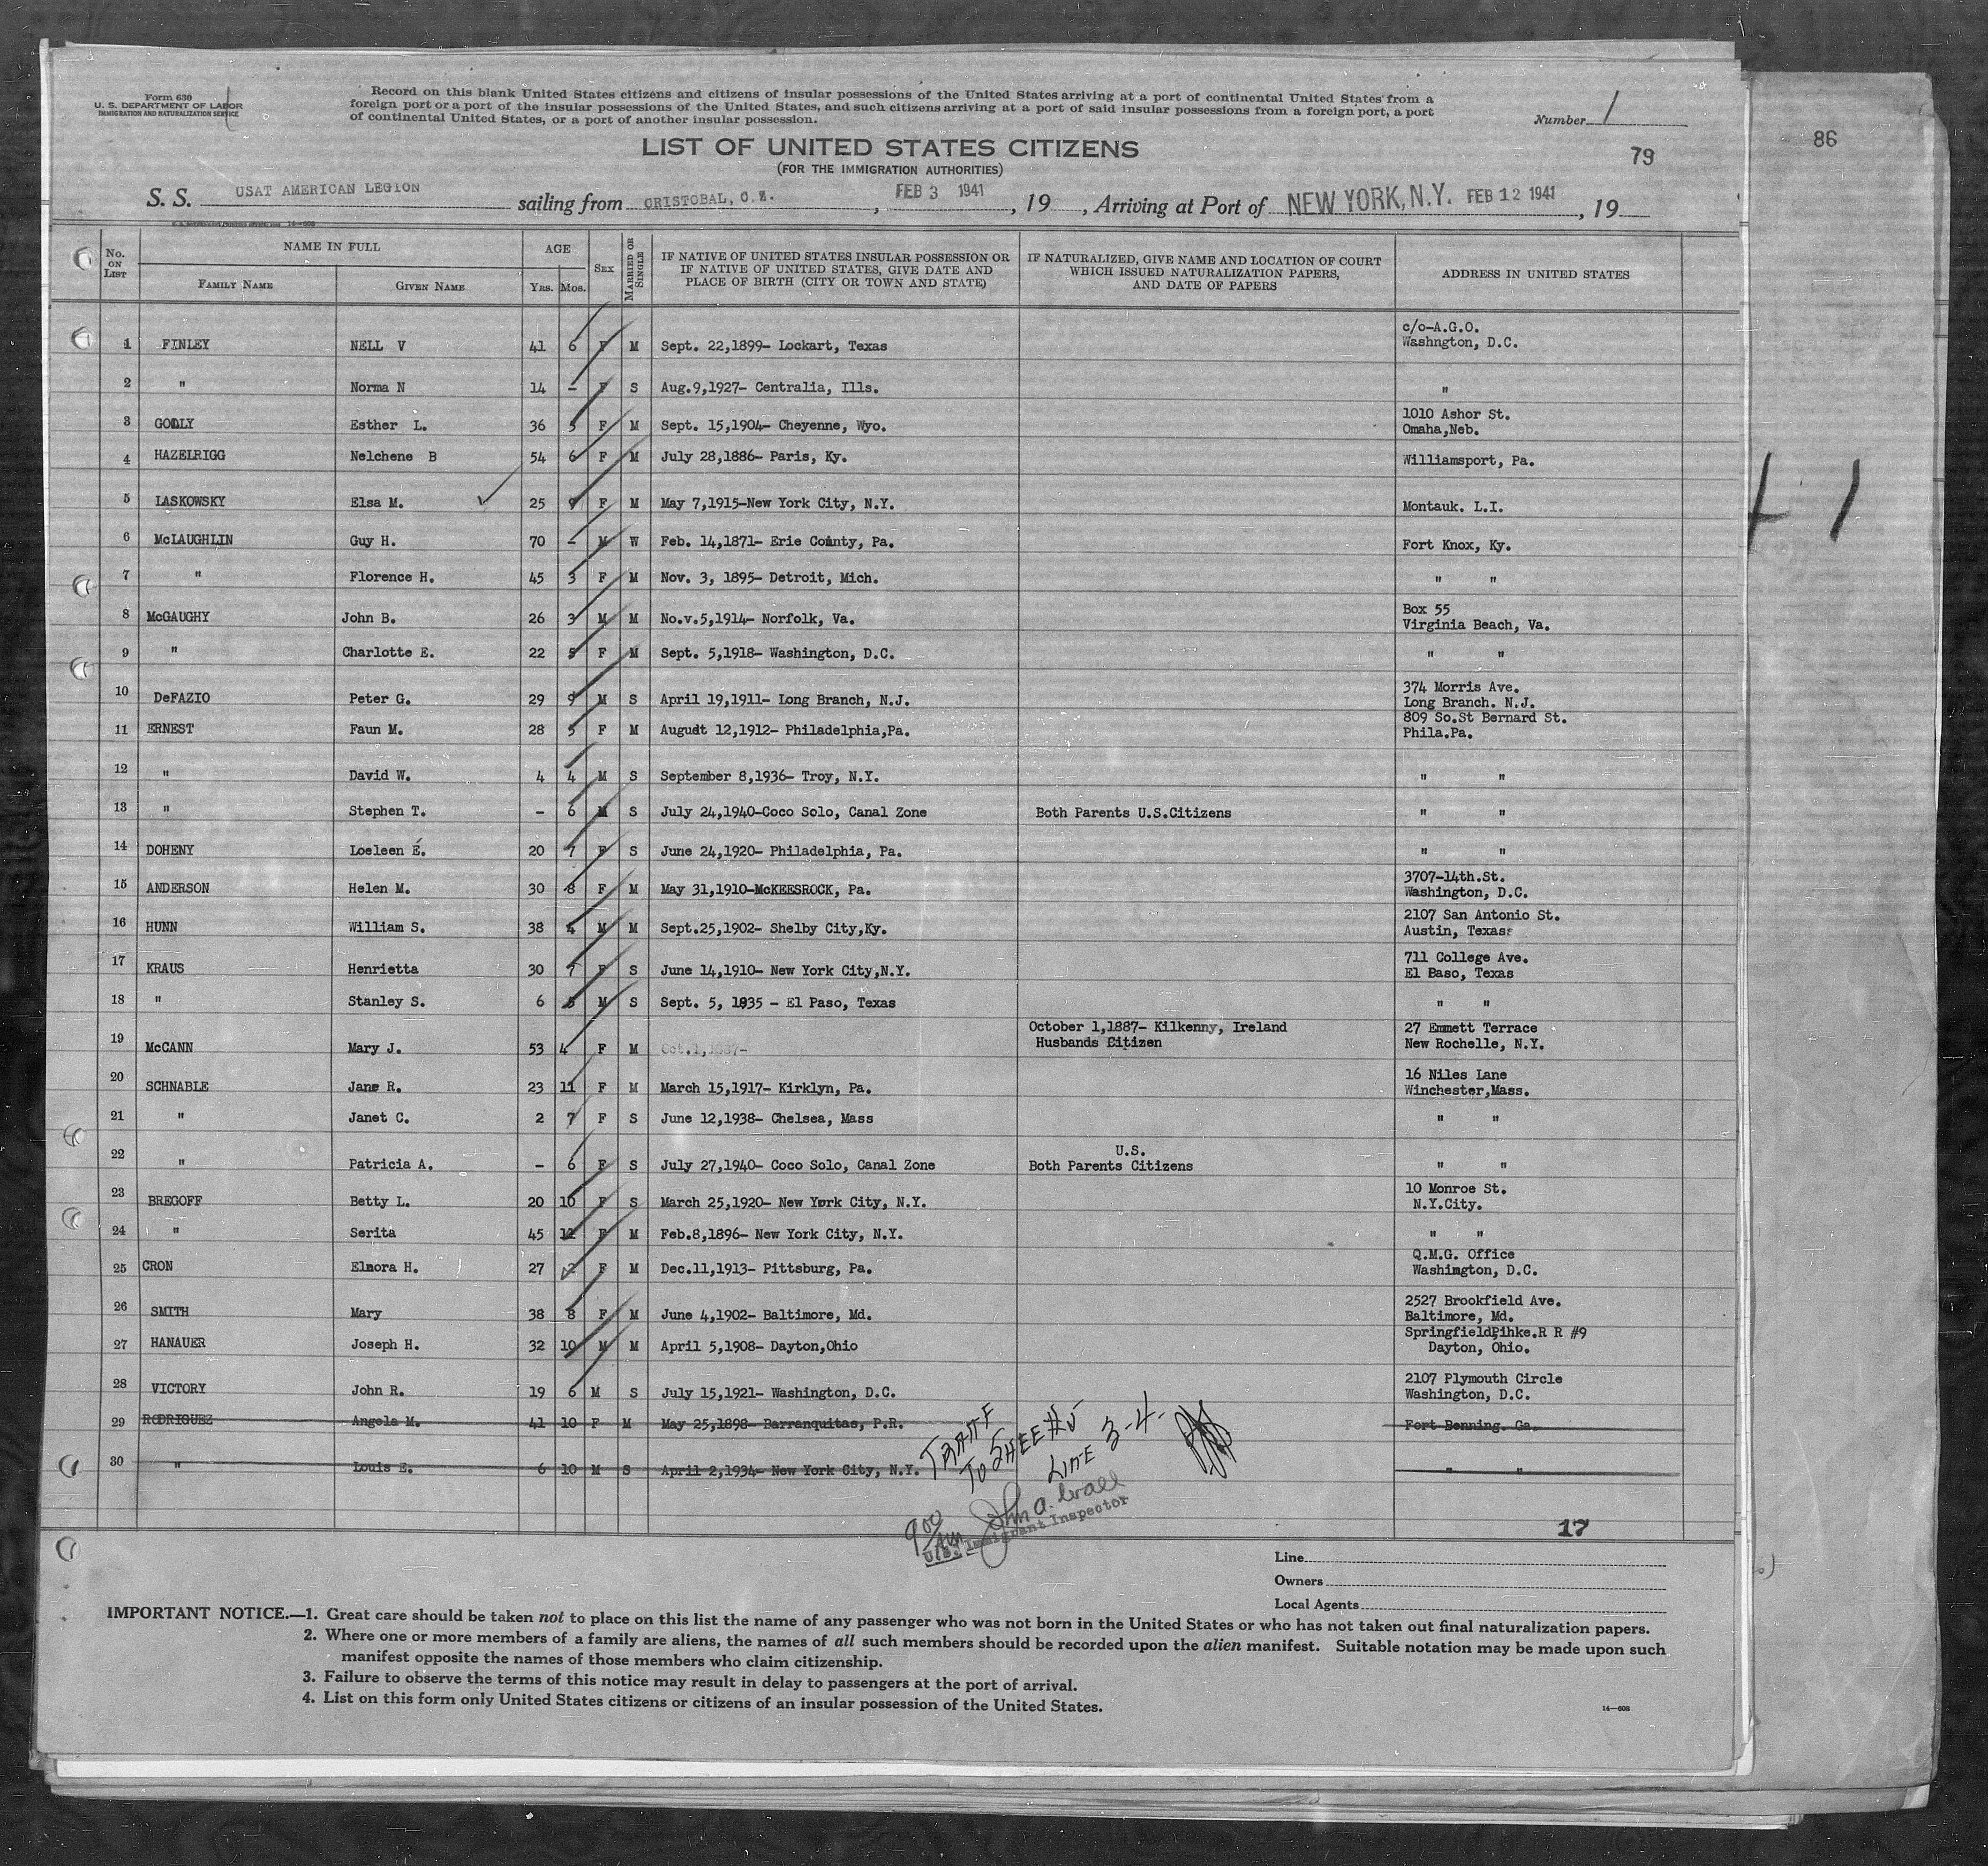 Form 630
U. S. DEPARTMENT OF LABOR
IMMIGRATION AND NATURALIZATION SERVICE
Record on this blank United States citizens and citizens of insular possessions of the United States arriving at a port of continental United States from a
foreign port or a port of the insular possessions of the United States, and such citizens arriving at a port of said insular possessions from a foreign port, a port
of continental United States, or a port of another insular possession.
Number 1
86
LIST OF UNITED STATES CITIZENS
(FOR THE IMMIGRATION AUTHORITIES)
79
S. S. USAT AMERICAN LEGION sailing from CRISTOBAL, C.Z., FEB 3 1941, 19 , Arriving at Port of NEW YORK, N.Y. FEB 12 1941, 19
14-608
No. ON LIST NAME IN FULL FAMILY NAME GIVEN NAME AGE YRS. MOS. SEX MARRIED OR SINGLE IF NATIVE OF UNITED STATES INSULAR POSSESSION OR IF NATIVE OF UNITED STATES, GIVE DATE AND PLACE OF BIRTH (CITY OR TOWN AND STATE) IF NATURALIZED, GIVE NAME AND LOCATION OF COURT WHICH ISSUED NATURALIZATION PAPERS, AND DATE OF PAPERS ADDRESS IN UNITED STATES
c/o-A.G.O.
1 FINLEY NELL V 41 6 F M Sept. 22,1899- Lockart, Texas Washngton, D.C.
2 " Norma N 14 - F S Aug.9,1927- Centralia, Ills. "
1010 Ashor St.
3 GODLY Esther L. 36 5 F M Sept. 15,1904- Cheyenne, Wyo. Omaha,Neb.
4 HAZELRIGG Nelchene B 54 6 F M July 28,1886- Paris, Ky. Williamsport, Pa.
5 LASKOWSKY Elsa M. 25 9 F M May 7,1915-New York City, N.Y. Montauk. L.I.
6 McLAUGHLIN Guy H. 70 - M W Feb. 14,1871- Erie County, Pa. Fort Knox, Ky.
7 " Florence H. 45 3 F M Nov. 3, 1895- Detroit, Mich. " "
Box 55
8 McGAUGHY John B. 26 3 M M No.v.5,1914- Norfolk, Va. Virginia Beach, Va.
9 " Charlotte E. 22 5 F M Sept. 5,1918- Washington, D.C. " "
374 Morris Ave.
10 DeFAZIO Peter G. 29 9 M S April 19,1911- Long Branch, N.J. Long Branch. N.J.
809 So.St Bernard St.
11 ERNEST Faun M. 28 5 F M August 12,1912- Philadelphia,Pa. Phila.Pa.
12 " David W. 4 4 M S September 8,1936- Troy, N.Y. " "
13 " Stephen T. - 6 M S July 24,1940-Coco Solo, Canal Zone Both Parents U.S.Citizens " "
14 DOHENY Loeleen E. 20 7 F S June 24,1920- Philadelphia, Pa. " "
3707-14th.St.
15 ANDERSON Helen M. 30 8 F M May 31,1910-McKEESROCK, Pa. Washington, D.C.
2107 San Antonio St.
16 HUNN William S. 38 4 M M Sept.25,1902- Shelby City,Ky. Austin, Texas
711 College Ave.
17 KRAUS Henrietta 30 7 F S June 14,1910- New York City,N.Y. El Baso, Texas
18 " Stanley S. 6 5 M S Sept. 5, 1935 - El Paso, Texas " "
October 1,1887- Kilkenny, Ireland 27 Emmett Terrace
19 McCANN Mary J. 53 4 F M Oct.1,1887- Husbands Citizen New Rochelle, N.Y.
16 Niles Lane
20 SCHNABLE Jane R. 23 11 F M March 15,1917- Kirklyn, Pa. Winchester,Mass.
21 " Janet C. 2 7 F S June 12,1938- Chelsea, Mass " "
U.S.
22 " Patricia A. - 6 F S July 27,1940- Coco Solo, Canal Zone Both Parents Citizens " "
10 Monroe St.
23 BREGOFF Betty L. 20 10 F S March 25,1920- New York City, N.Y. N.Y.City.
24 " Serita 45 12 F M Feb.8,1896- New York City, N.Y. " "
Q.M.G. Office
25 CRON Elnora H. 27 2 F M Dec.11,1913- Pittsburg, Pa. Washington, D.C.
2527 Brookfield Ave.
26 SMITH Mary 38 8 F M June 4,1902- Baltimore, Md. Baltimore, Md.
Springfield Pihke.R R #9
27 HANAUER Joseph H. 32 10 M M April 5,1908- Dayton,Ohio Dayton, Ohio.
2107 Plymouth Circle
28 VICTORY John R. 19 6 M S July 15,1921- Washington, D.C. Washington, D.C.
29 RODRIGUEZ Angela M. 41 10 F M May 25,1898- Barranquitas, P.R. Fort Benning. Ga.
30 " Louis E. 6 10 M S April 2,1934- New York City, N.Y. " "
TRANF
TO SHEET #5
LINE 3-4-
900 AM John A. Wall
U.S. Immigrant Inspector
17
Line
Owners
Local Agents
IMPORTANT NOTICE.—1. Great care should be taken not to place on this list the name of any passenger who was not born in the United States or who has not taken out final naturalization papers.
2. Where one or more members of a family are aliens, the names of all such members should be recorded upon the alien manifest. Suitable notation may be made upon such
manifest opposite the names of those members who claim citizenship.
3. Failure to observe the terms of this notice may result in delay to passengers at the port of arrival.
4. List on this form only United States citizens or citizens of an insular possession of the United States.
14-608